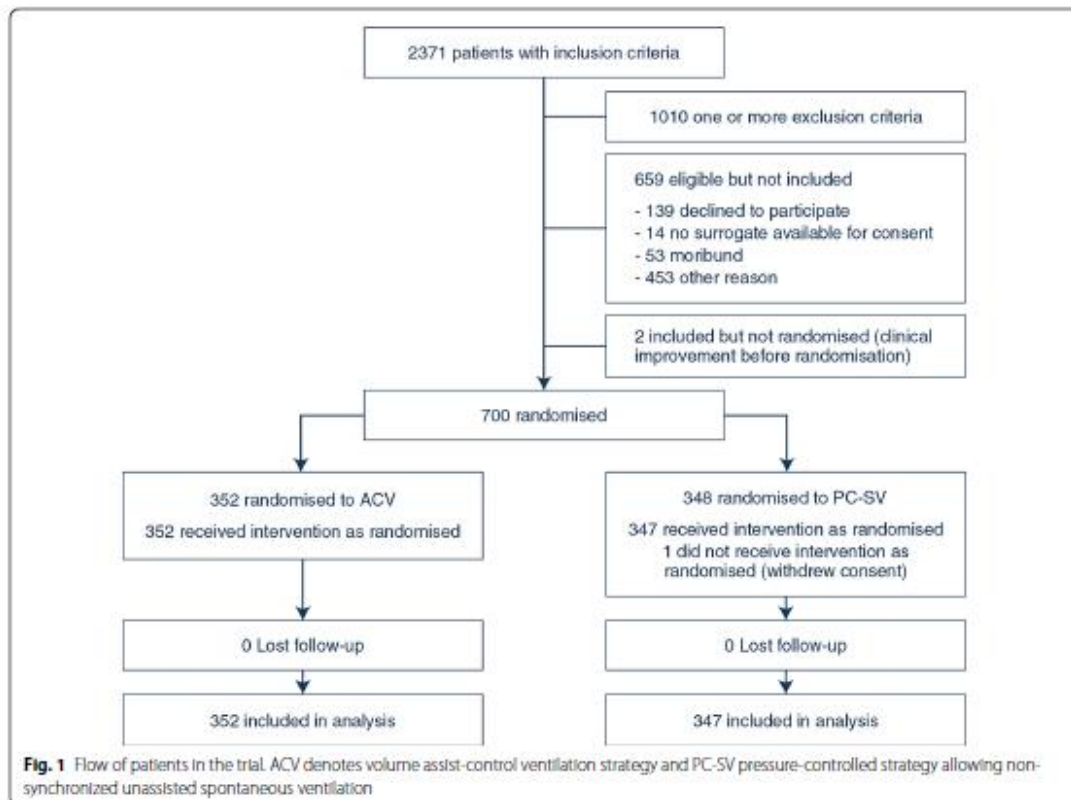 2371 patients with inclusion criteria
1010 one or more exclusion criteria
659 eligible but not included
- 139 declined to participate
- 14 no surrogate available for consent
- 53 moribund
- 453 other reason
2 included but not randomised (clinical
improvement before randomisation)
700 randomised
352 randomised to ACV
352 received intervention as randomised
348 randomised to PC-SV
347 received intervention as randomised
1 did not receive intervention as
randomised (withdrew consent)
0 Lost follow-up
0 Lost follow-up
352 included in analysis
347 included in analysis
Fig. 1 Flow of patients in the trial. ACV denotes volume assist-control ventilation strategy and PC-SV pressure-controlled strategy allowing non-
synchronized unassisted spontaneous ventilation